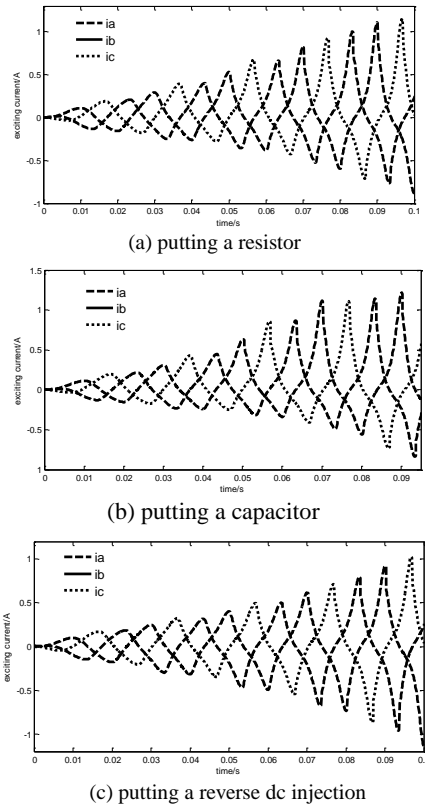 ia
ib
ic
exciting current/A
1
0.5
0
-0.5
-1
0 0.01 0.02 0.03 0.04 0.05 0.06 0.07 0.08 0.09 0.1
time/s
(a) putting a resistor
ia
ib
ic
exciting current/A
1.5
1
0.5
0
-0.5
1
0 0.01 0.02 0.03 0.04 0.05 0.06 0.07 0.08 0.09
time/s
(b) putting a capacitor
ia
ib
ic
exciting current/A
1
0.5
0
-0.5
-1
0 0.01 0.02 0.03 0.04 0.05 0.06 0.07 0.08 0.09 0.
time/s
(c) putting a reverse dc injection